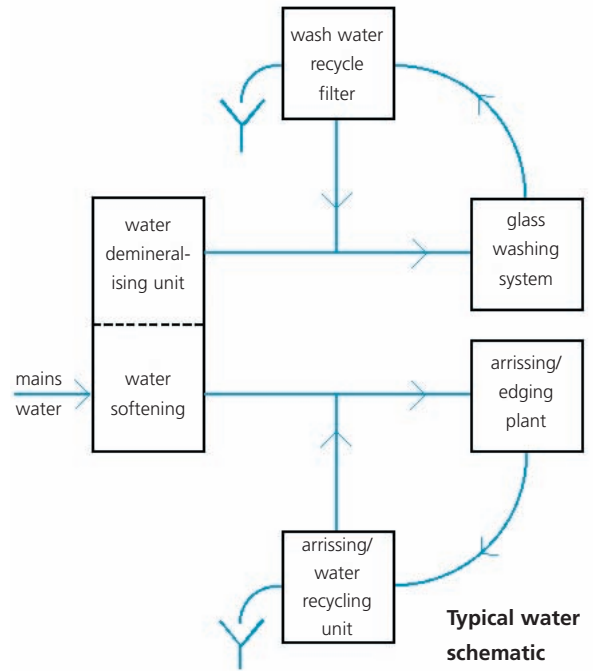 wash water
recycle
filter
water
demineral-
ising unit
glass
washing
system
mains
water
water
softening
arrissing/
edging
plant
arrissing/
water
recycling
unit
Typical water
schematic